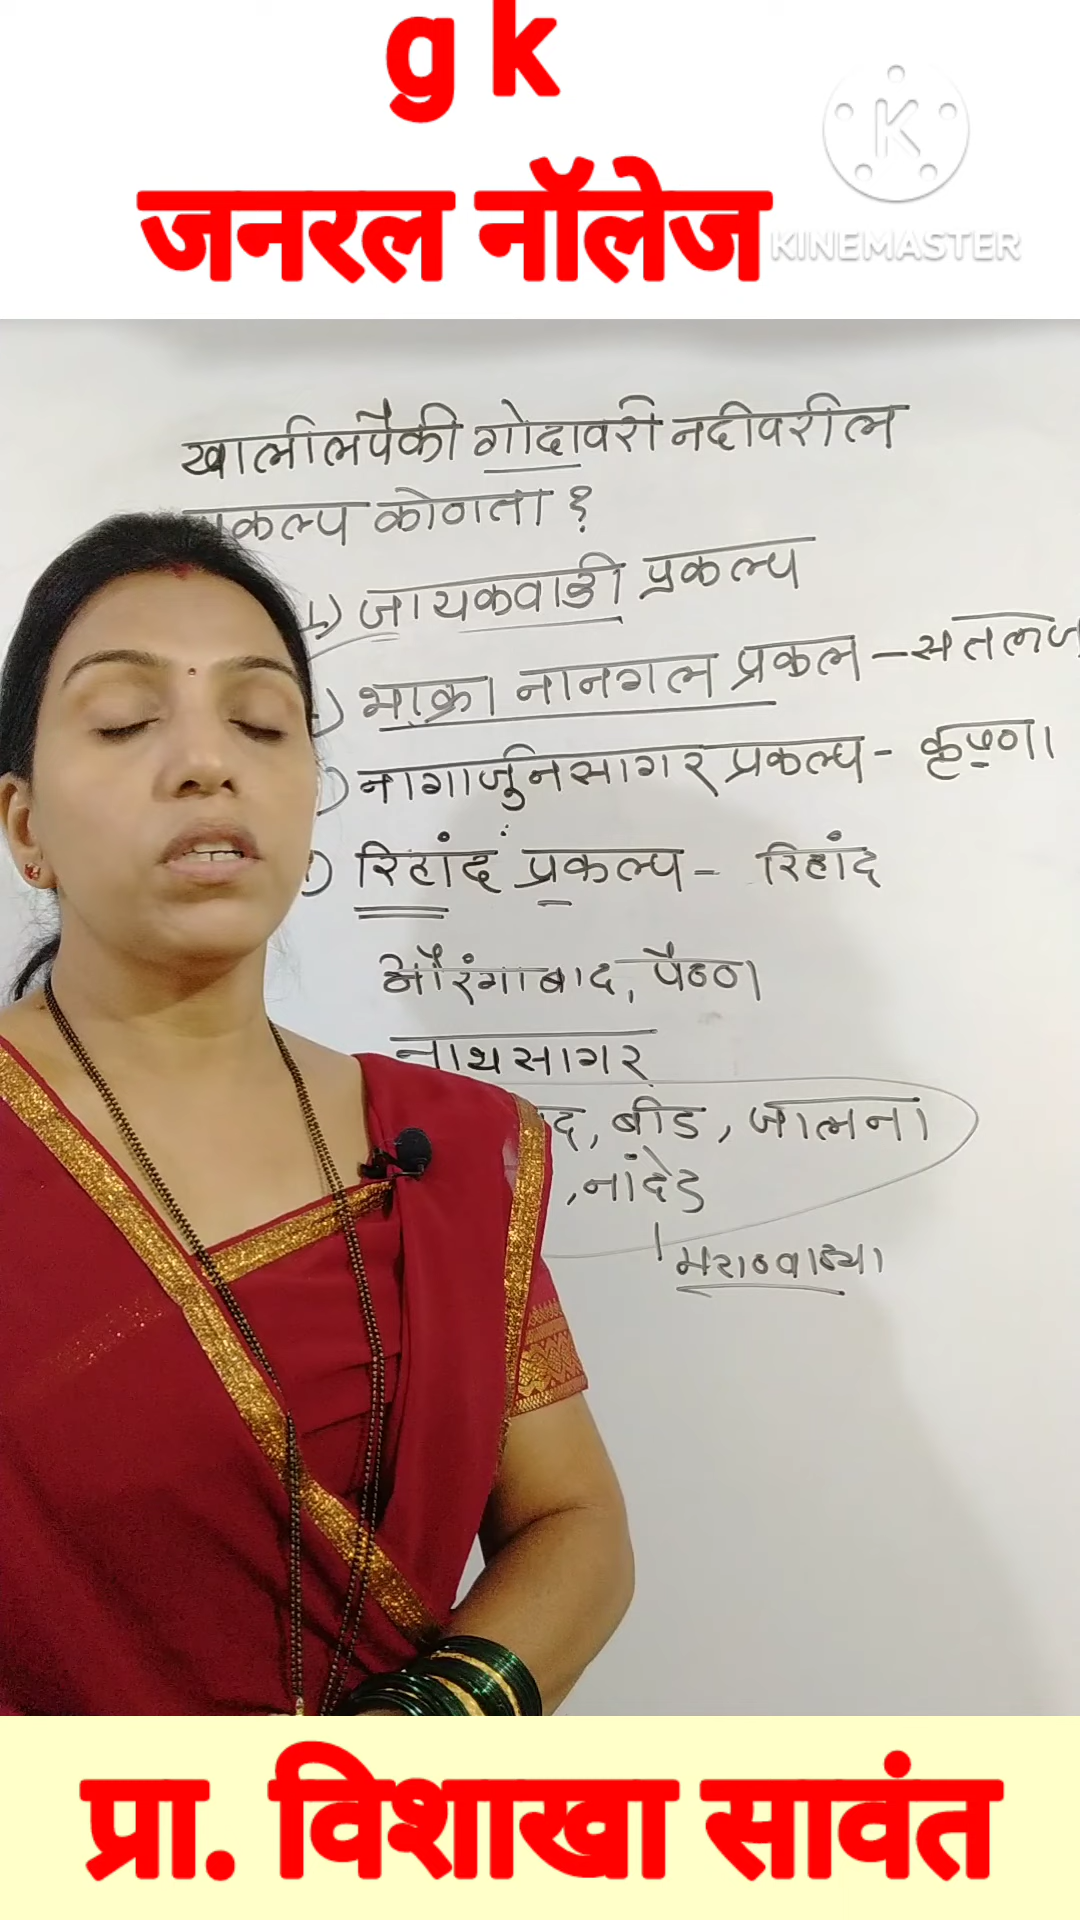 g k
जनरल नॉलेज
KINEMASTER
खालीलपैकी गोदावरी नदीवरील
प्रकल्प कोणता ?
जायकवाडी प्रकल्प
भाक्रा नानगल प्रकल्प – सतलज
नागार्जुनसागर प्रकल्प - कृष्णा
रिहांद प्रकल्प - रिहांद
औरंगाबाद, पैठण
नाथसागर
द, बीड, जालना
, नांदेड
मराठवाड्या
प्रा. विशाखा सावंत